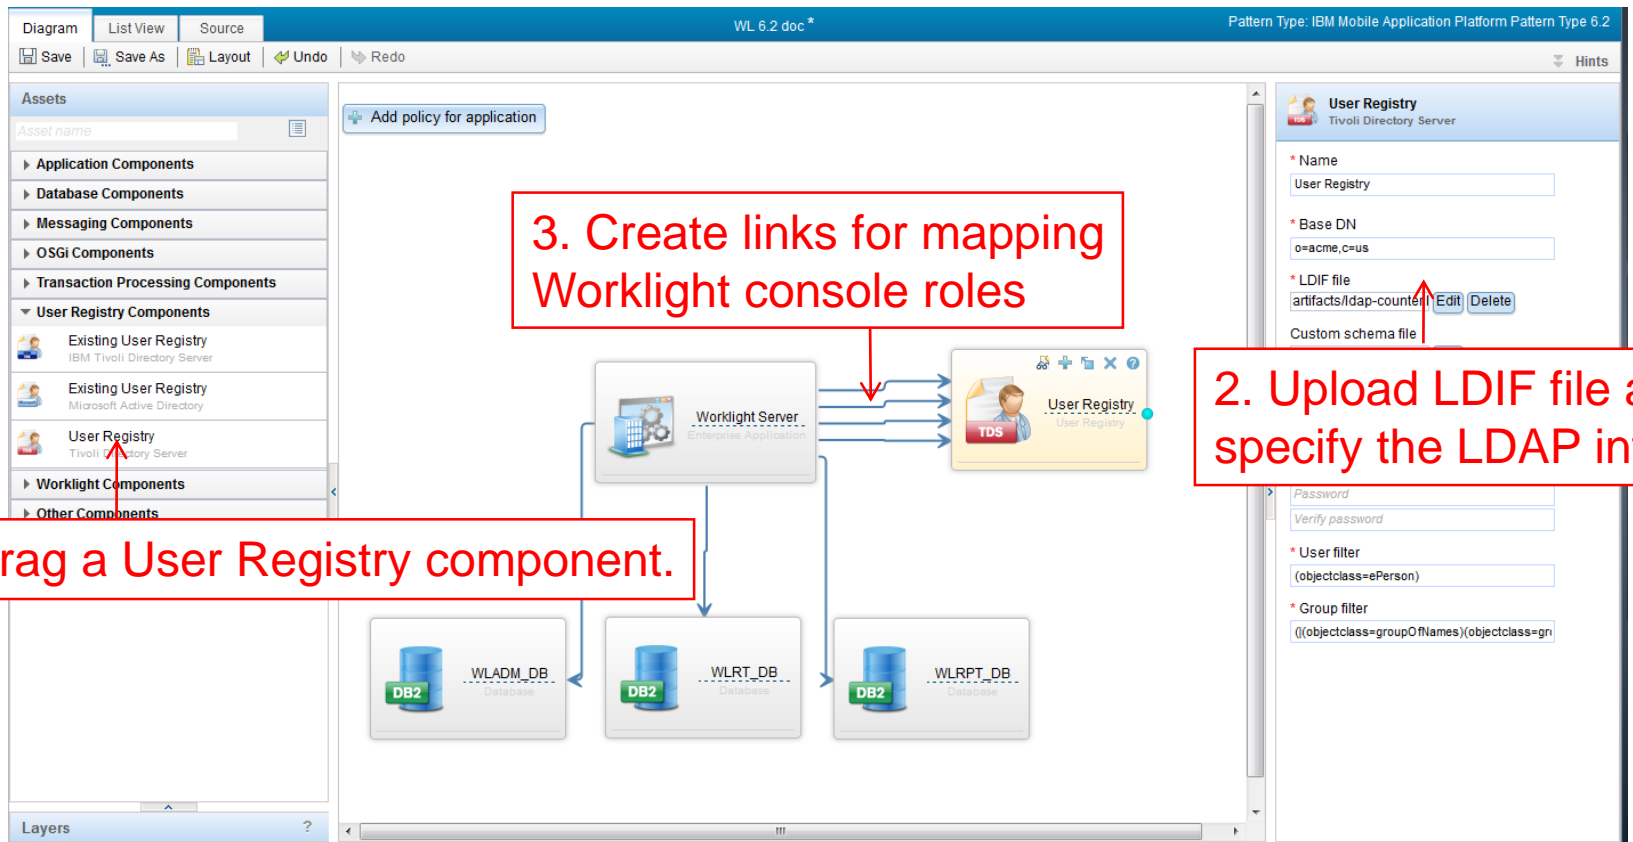 Diagram
List View
Source
WL 6.2 doc *
Pattern Type: IBM Mobile Application Platform Pattern Type 6.2
Save
Save As
Layout
Undo
Redo
Hints
Assets
Asset name
Application Components
Database Components
Messaging Components
OSGi Components
Transaction Processing Components
User Registry Components
Existing User Registry
IBM Tivoli Directory Server
Existing User Registry
Microsoft Active Directory
User Registry
Tivoli Directory Server
Worklight Components
Other Components
Layers
?
Add policy for application
3. Create links for mapping
Worklight console roles
Worklight Server
Enterprise Application
TDS
User Registry
User Registry
rag a User Registry component.
DB2
WLADM_DB
Database
DB2
WLRT_DB
Database
DB2
WLRPT_DB
Database
User Registry
Tivoli Directory Server
* Name
User Registry
* Base DN
o=acme,c=us
* LDIF file
artifacts/ldap-counter
Edit
Delete
Custom schema file
2. Upload LDIF file
specify the LDAP
Password
Verify password
* User filter
(objectclass=ePerson)
* Group filter
(|(objectclass=groupOfNames)(objectclass=gr